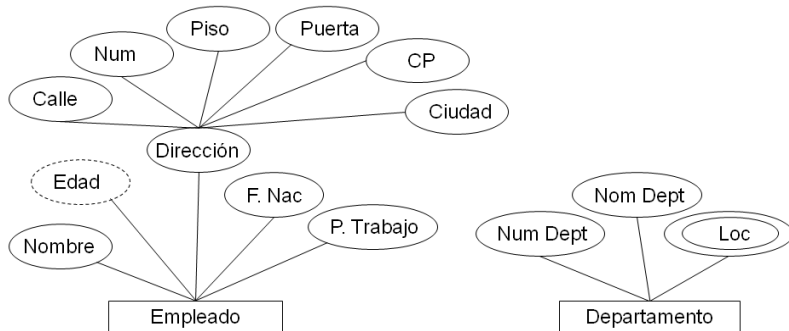 Piso
Puerta
Num
CP
Calle
Ciudad
Dirección
Edad
F. Nac
Nom Dept
P. Trabajo
Nombre
Num Dept
Loc
Empleado
Departamento